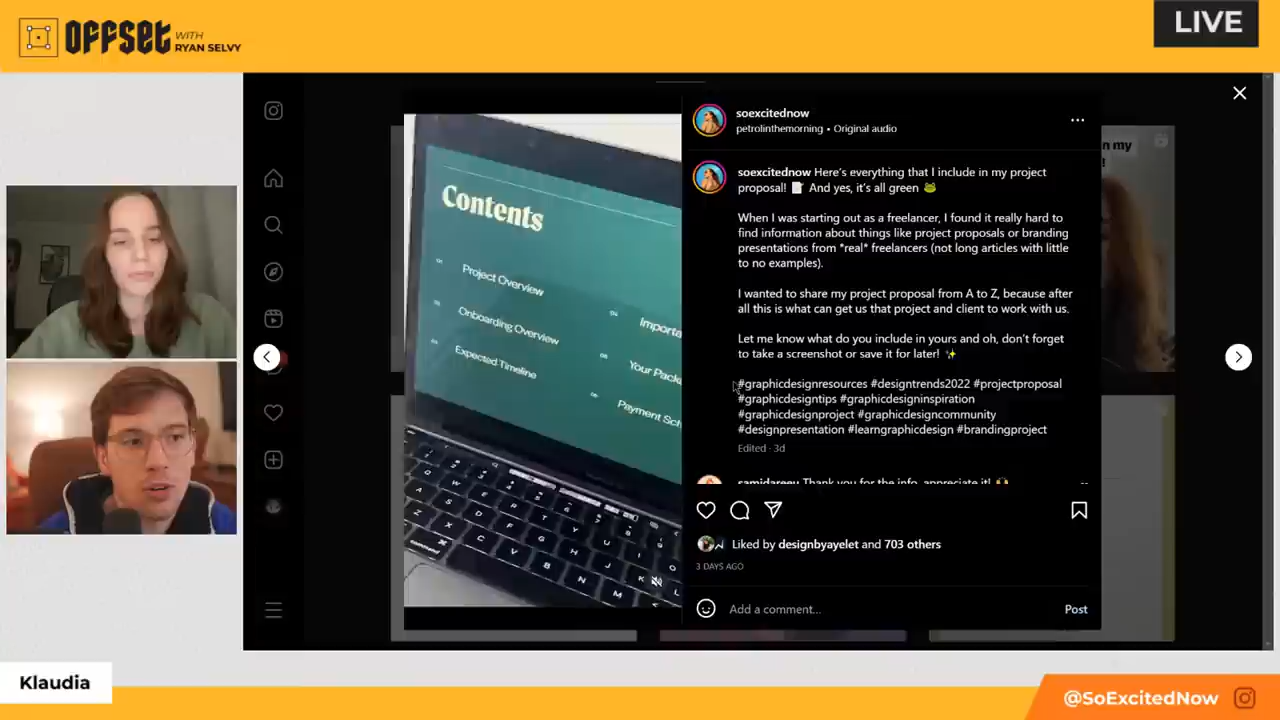 OFFSET
WITH
RYAN SELVY
LIVE
soexcitednow
petrolinthemorning • Original audio
soexcitednow Here's everything that I include in my project
proposal! And yes, it's all green
When I was starting out as a freelancer, I found it really hard to
find information about things like project proposals or branding
presentations from *real* freelancers (not long articles with little
to no examples).
I wanted to share my project proposal from A to Z, because after
all this is what can get us that project and client to work with us.
Let me know what do you include in yours and oh, don't forget
to take a screenshot or save it for later!
#graphicdesignresources #designtrends2022 #projectproposal
#graphicdesigntips #graphicdesigninspiration
#graphicdesignproject #graphicdesigncommunity
#designpresentation #learngraphicdesign #brandingproject
Edited · 3d
samidareeu Thank you for the info, appreciate it!
Liked by designbyayelet and 703 others
3 DAYS AGO
Add a comment...
Post
Contents
Project Overview
Onboarding Overview
Expected Timeline
Importa
Your Pack
Payment Sch
command
n my
!
Klaudia
@SoExcitedNow